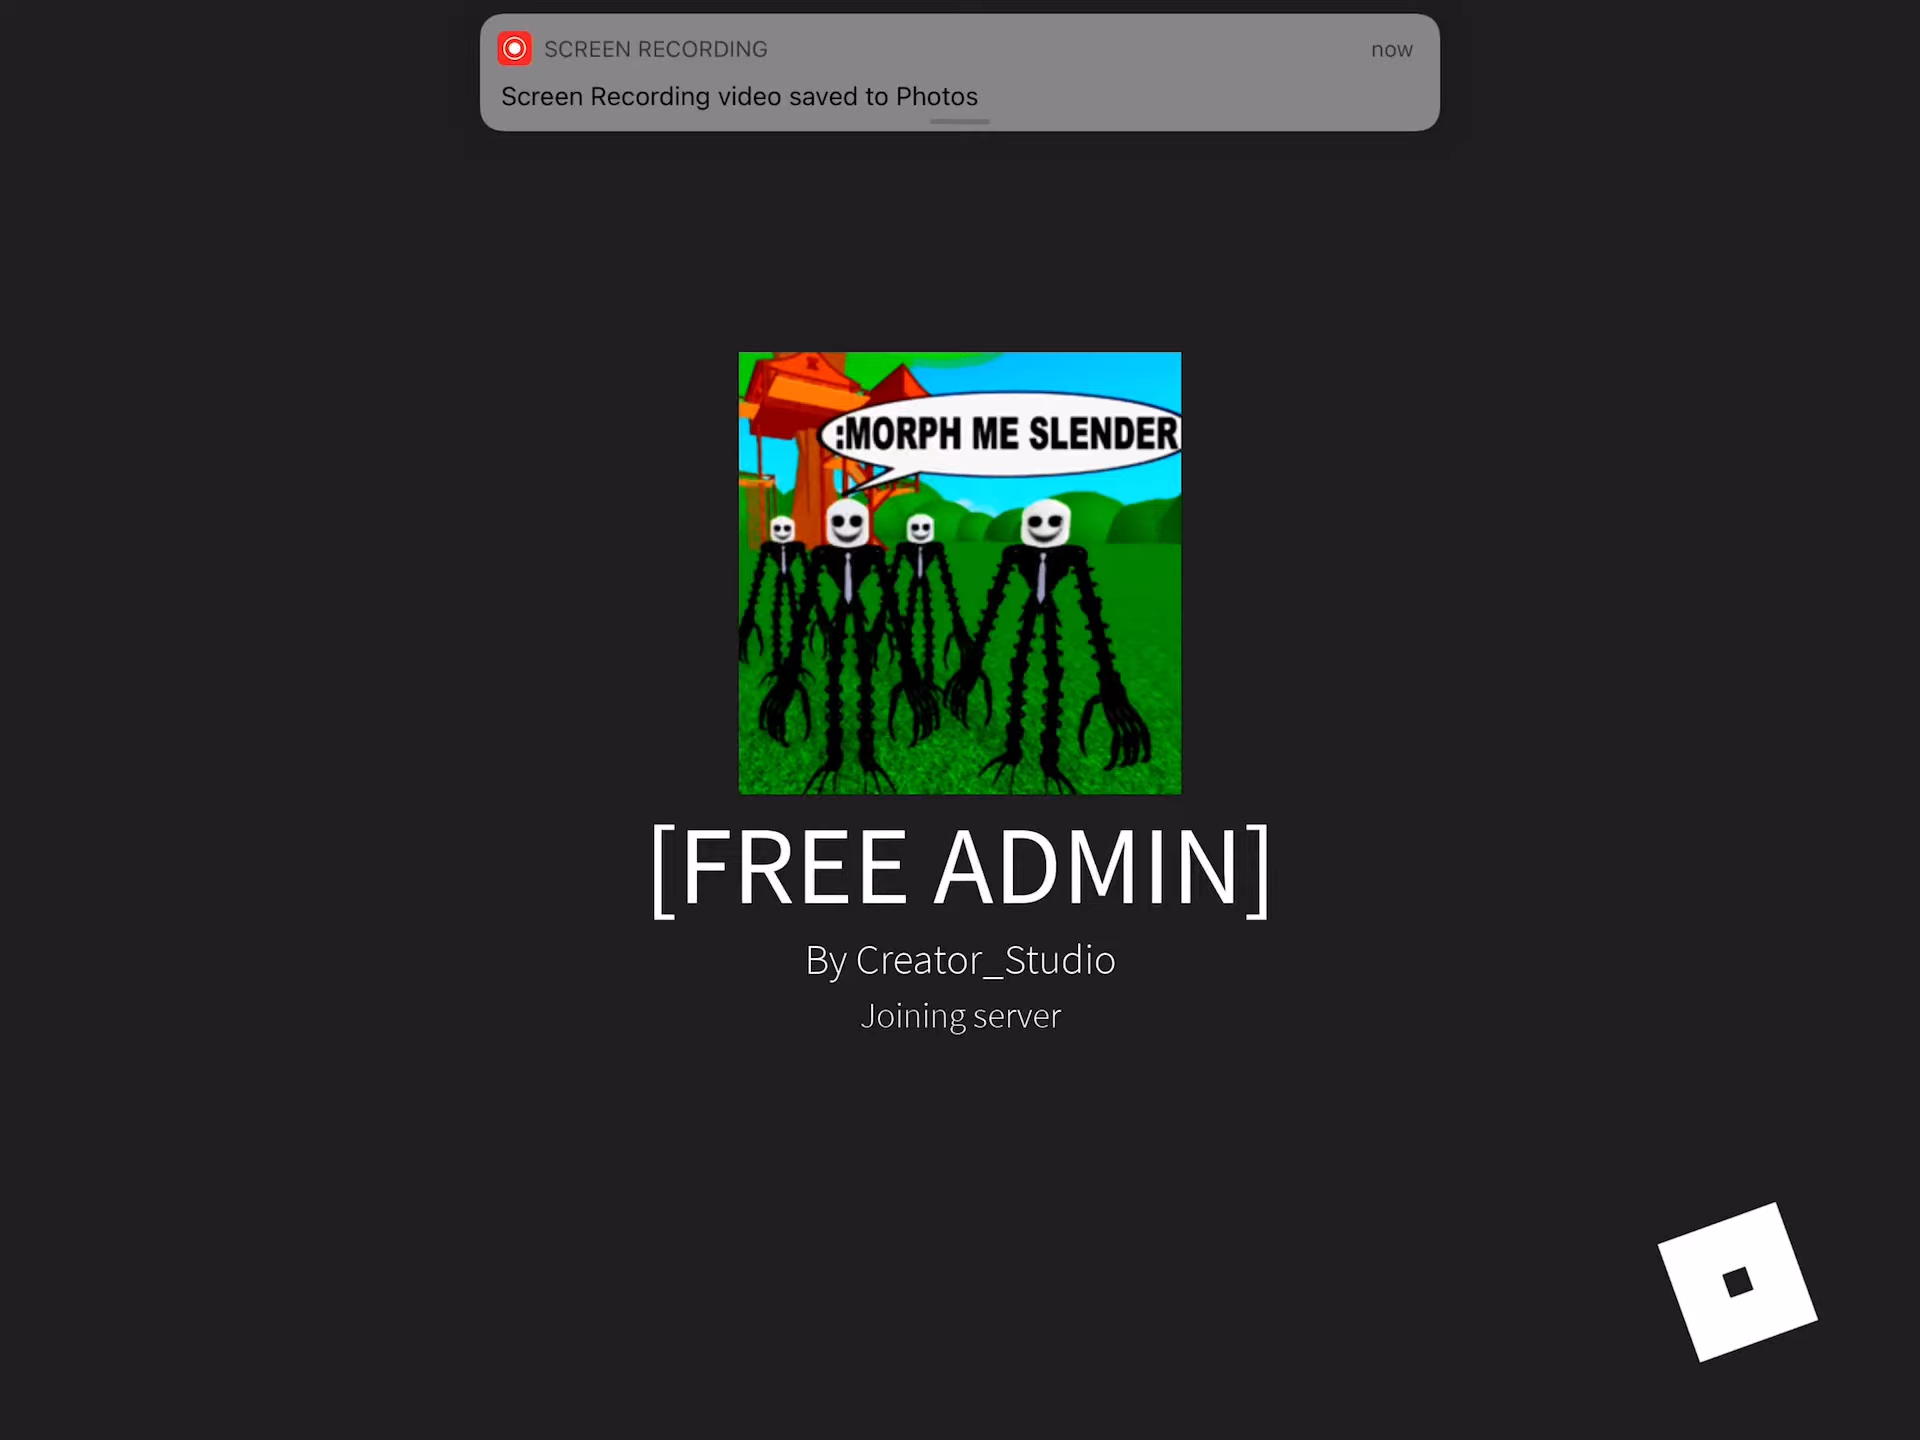 SCREEN RECORDING
now
Screen Recording video saved to Photos
:MORPH ME SLENDER
[FREE ADMIN]
By Creator_Studio
Joining server